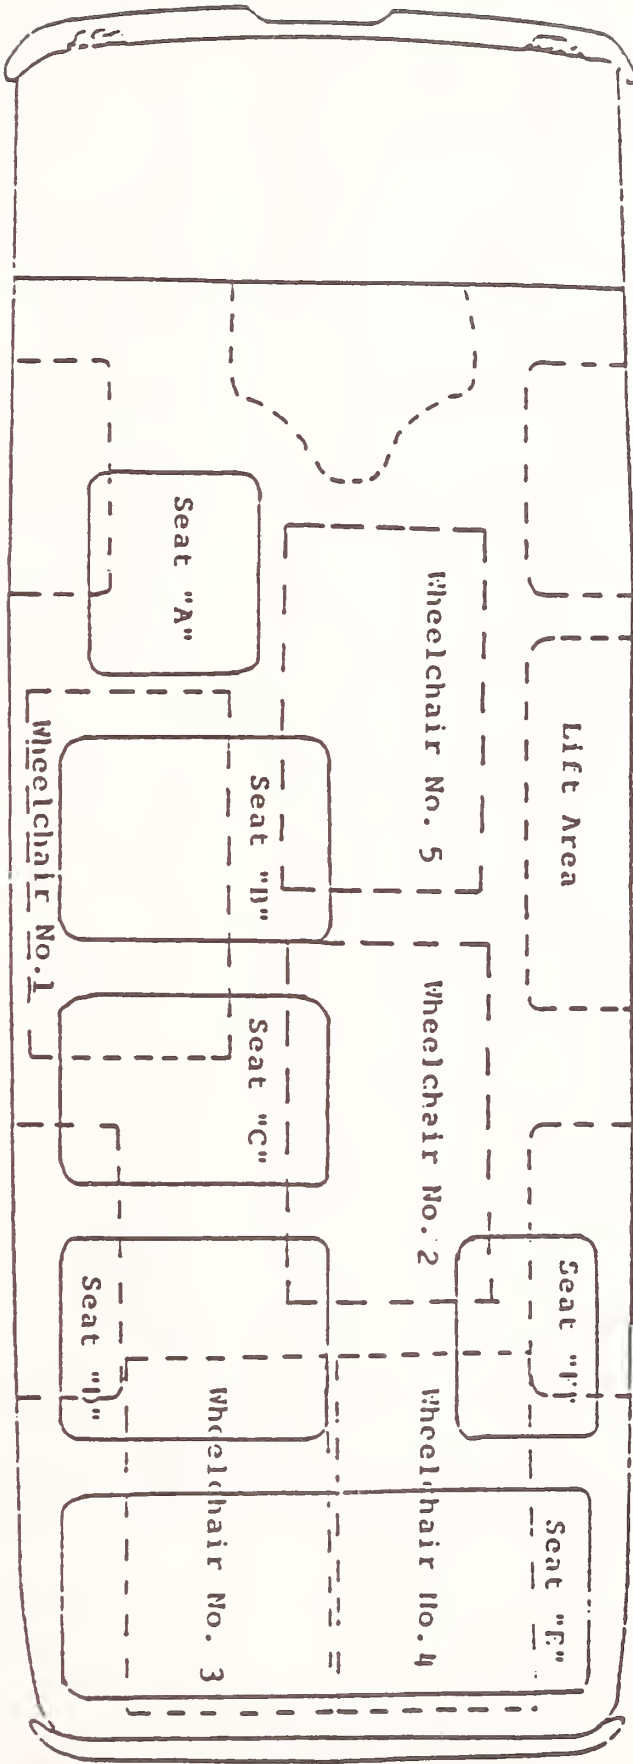 Lift Area
Seat "F"
Seat "E"
Wheelchair No. 5
Wheelchair No. 2
Wheelchair No.4
Seat "B"
Seat "C"
Wheelchair No. 3
Seat "A"
Seat "D"
Wheelchair No.1